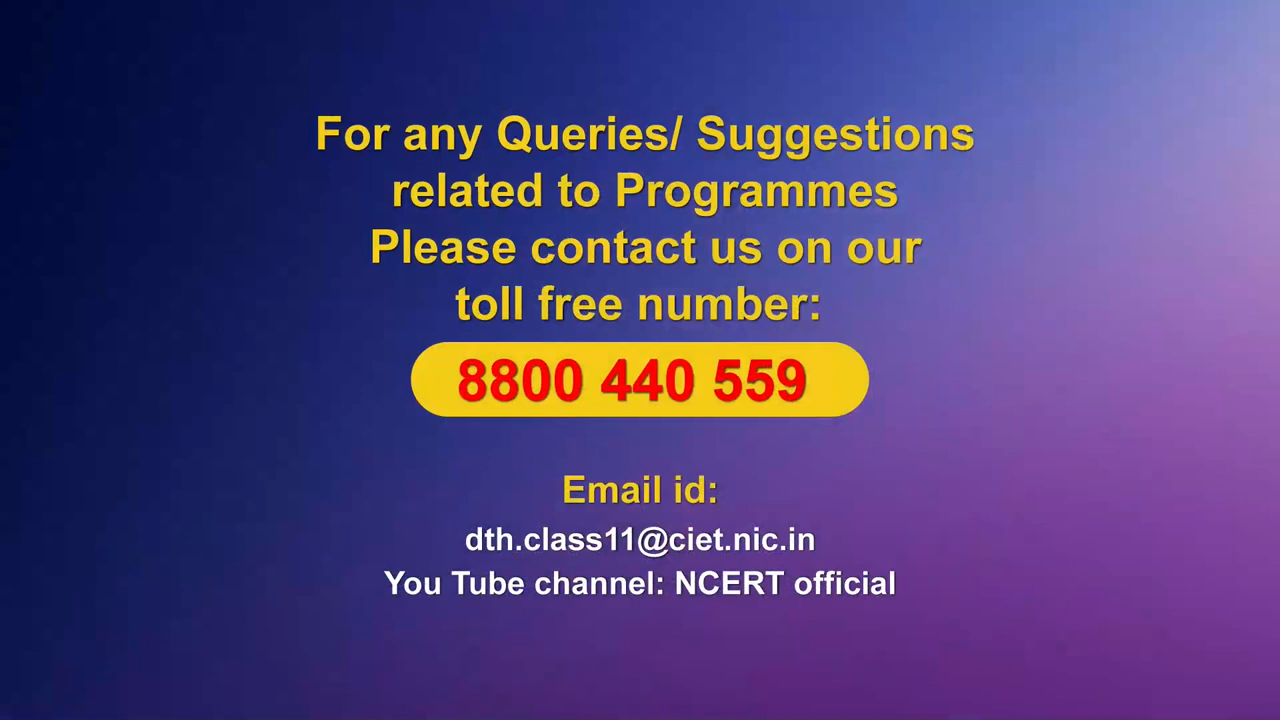 For any Queries/ Suggestions
related to Programmes
Please contact us on our
toll free number:
8800 440 559
Email id:
dth.class11@ciet.nic.in
You Tube channel: NCERT official